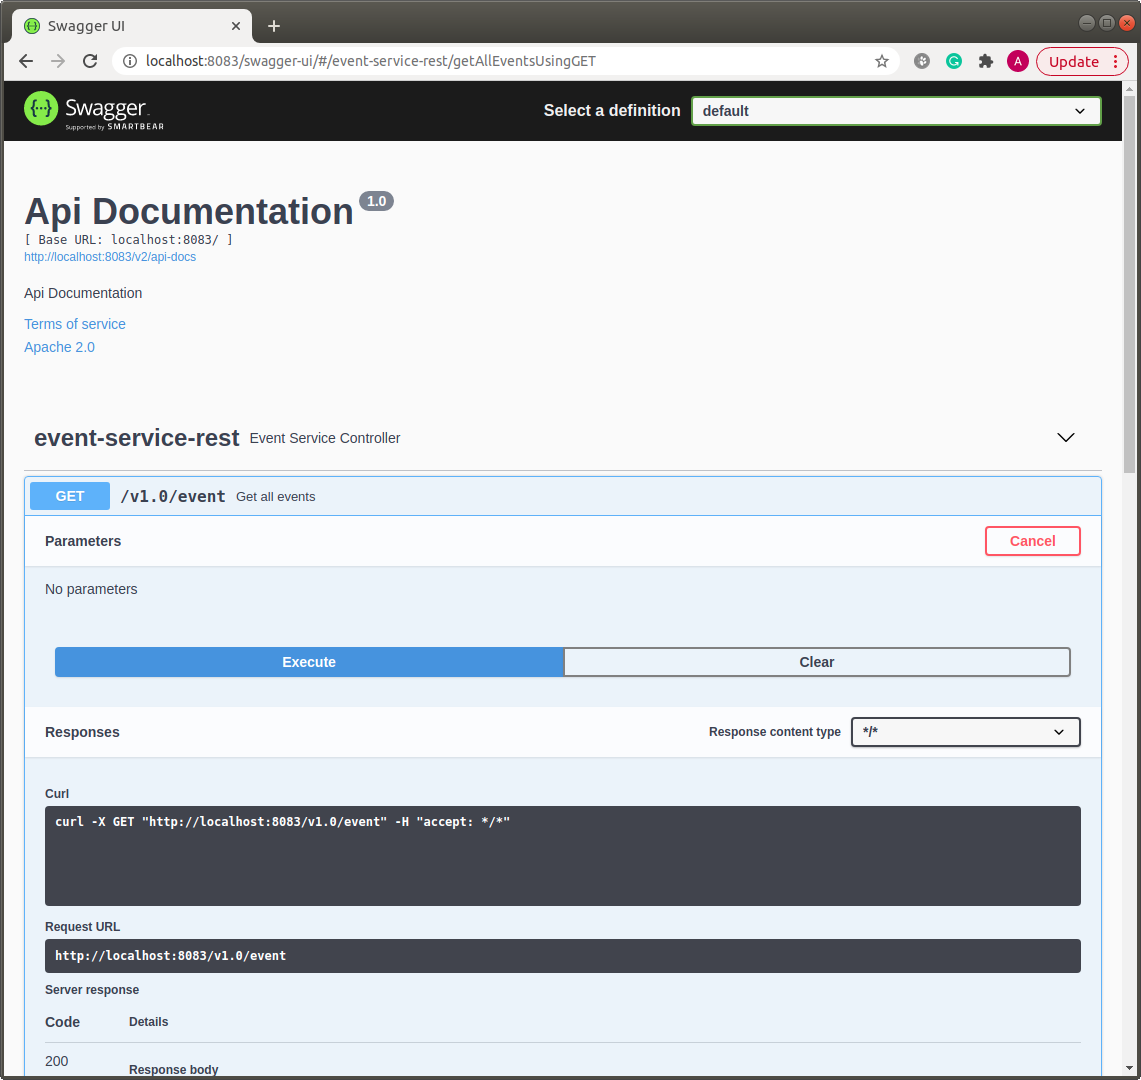 Swagger UI
localhost:8083/swagger-ui/#/event-service-rest/getAllEventsUsingGET
A
Update
{···} Swagger
Supported by SMARTBEAR
Select a definition
default
Api Documentation 1.0
[ Base URL: localhost:8083/ ]
http://localhost:8083/v2/api-docs
Api Documentation
Terms of service
Apache 2.0
event-service-rest Event Service Controller
GET /v1.0/event Get all events
Parameters
Cancel
No parameters
Execute
Clear
Responses
Response content type
*/*
Curl
curl -X GET "http://localhost:8083/v1.0/event" -H "accept: */*"
Request URL
http://localhost:8083/v1.0/event
Server response
Code Details
200
Response body